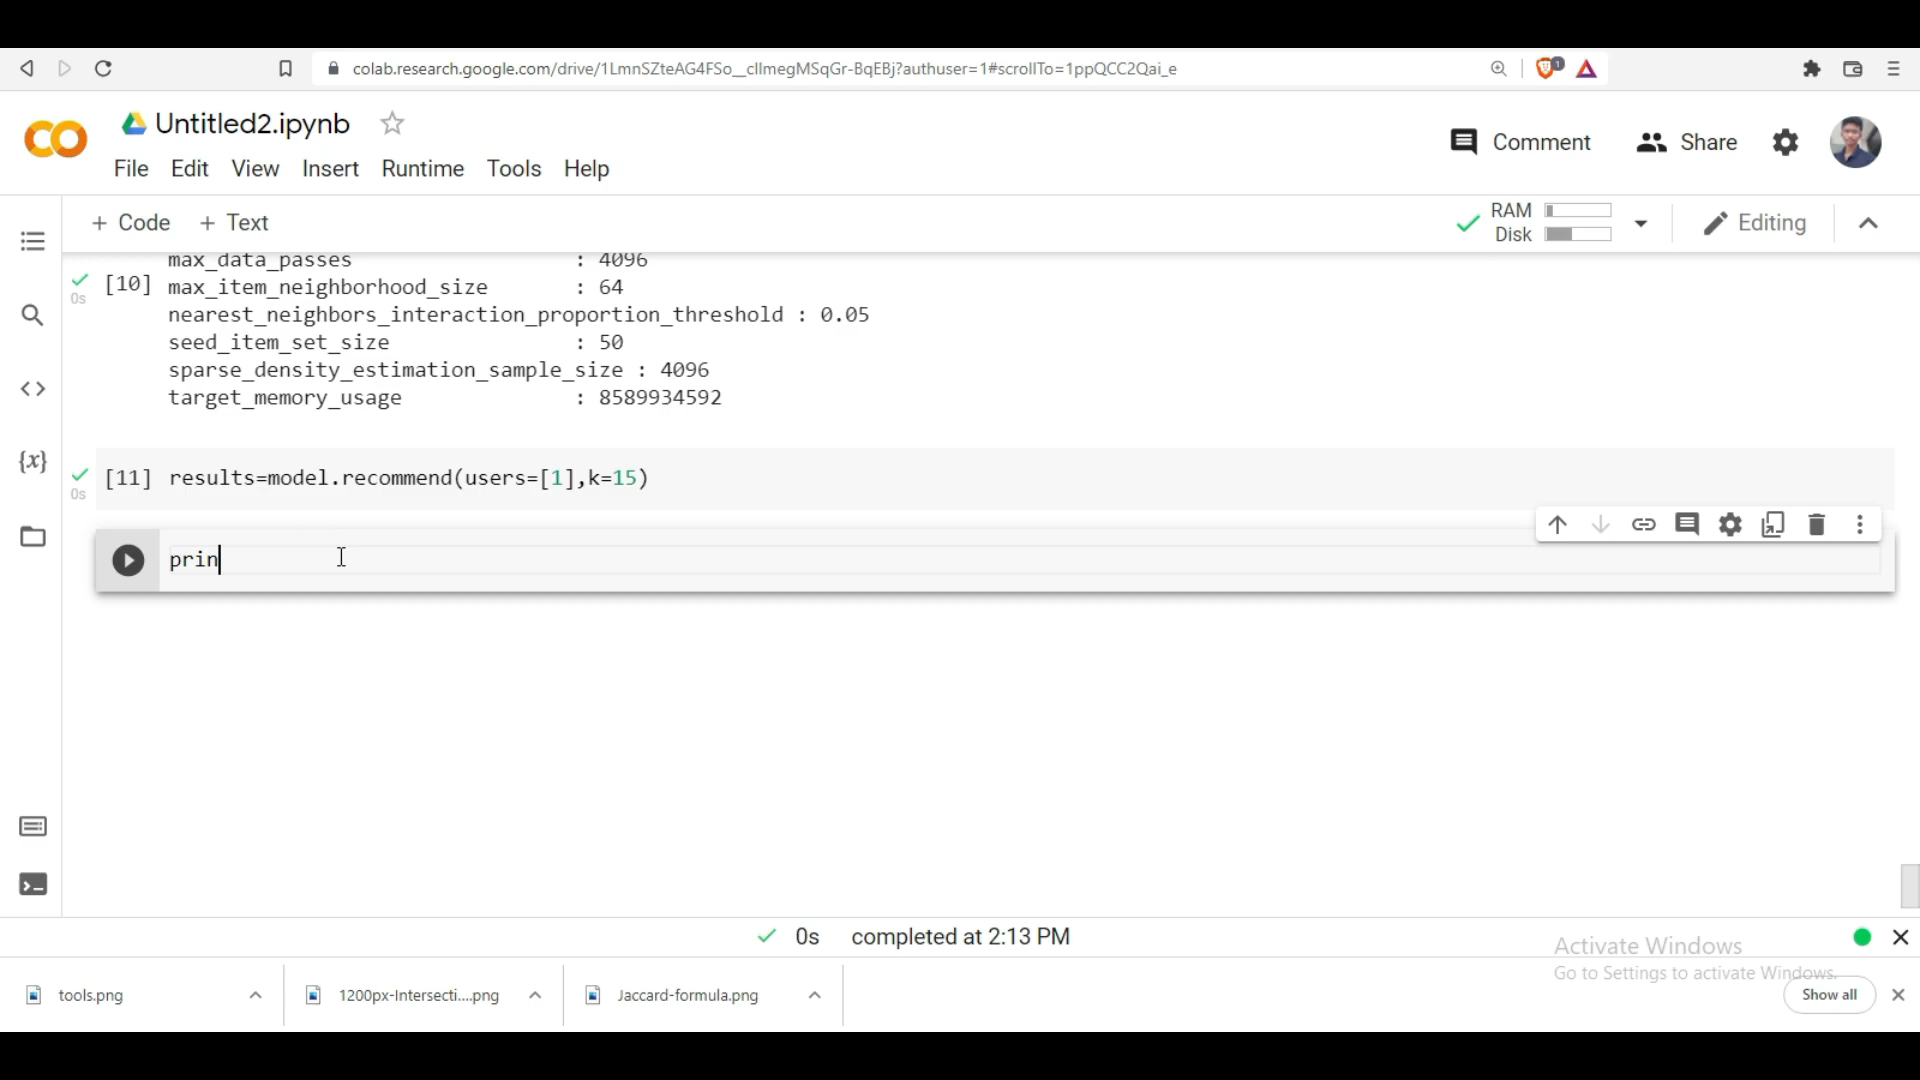 colab.research.google.com/drive/1LmnSZteAG4FSo__cIlmegMSqGr-BqEBj?authuser=1#scrollTo=1ppQCC2Qai_e
1
Untitled2.ipynb
Comment
Share
File Edit View Insert Runtime Tools Help
+ Code + Text
RAM
Disk
Editing
max_data_passes : 4096
0s [10] max_item_neighborhood_size : 64
nearest_neighbors_interaction_proportion_threshold : 0.05
seed_item_set_size : 50
sparse_density_estimation_sample_size : 4096
target_memory_usage : 8589934592
0s [11] results=model.recommend(users=[1],k=15)
prin
{x}
0s completed at 2:13 PM
Activate Windows
Go to Settings to activate Windows.
tools.png
1200px-Intersecti....png
Jaccard-formula.png
Show all